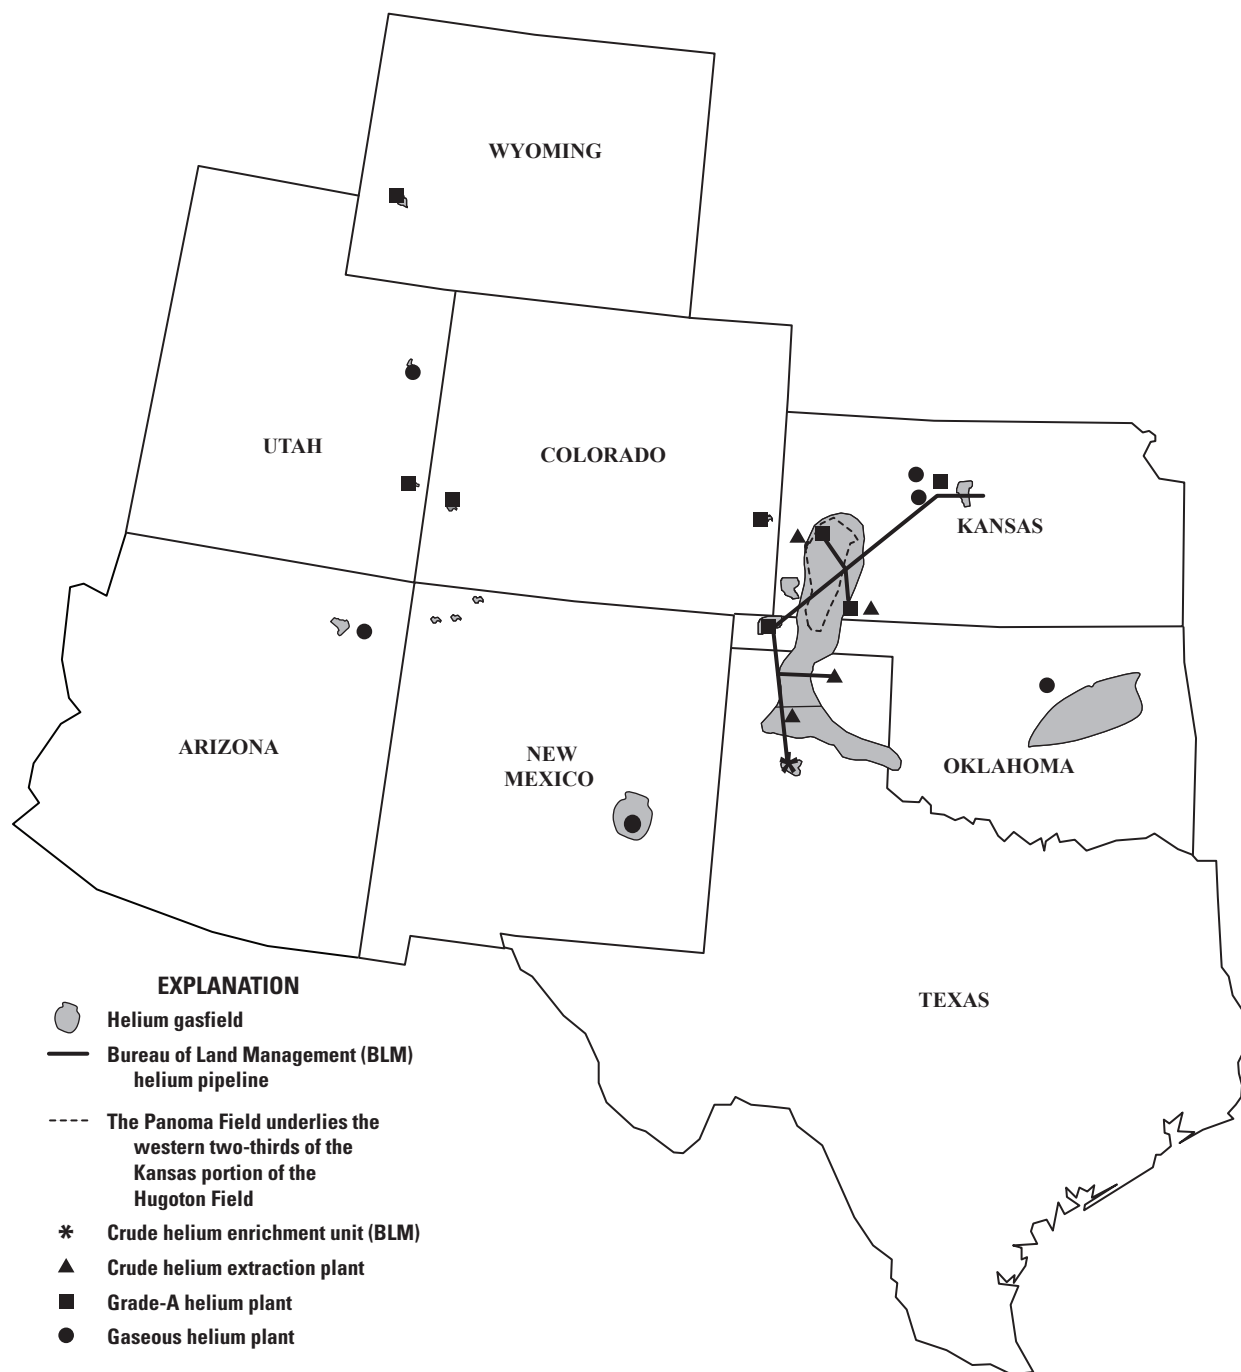 WYOMING
UTAH
COLORADO
KANSAS
ARIZONA
NEW
MEXICO
OKLAHOMA
TEXAS
EXPLANATION
Helium gasfield
Bureau of Land Management (BLM)
helium pipeline
The Panoma Field underlies the
western two-thirds of the
Kansas portion of the
Hugoton Field
Crude helium enrichment unit (BLM)
Crude helium extraction plant
Grade-A helium plant
Gaseous helium plant